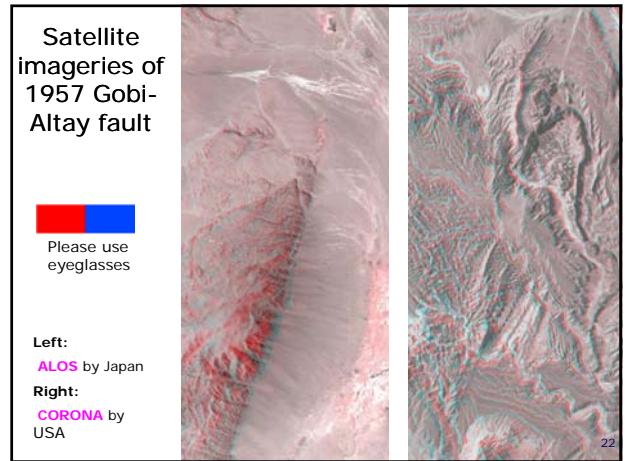 Satellite
imageries of
1957 Gobi-
Altay fault
Please use
eyeglasses
Left:
ALOS by Japan
Right:
CORONA by
USA
22